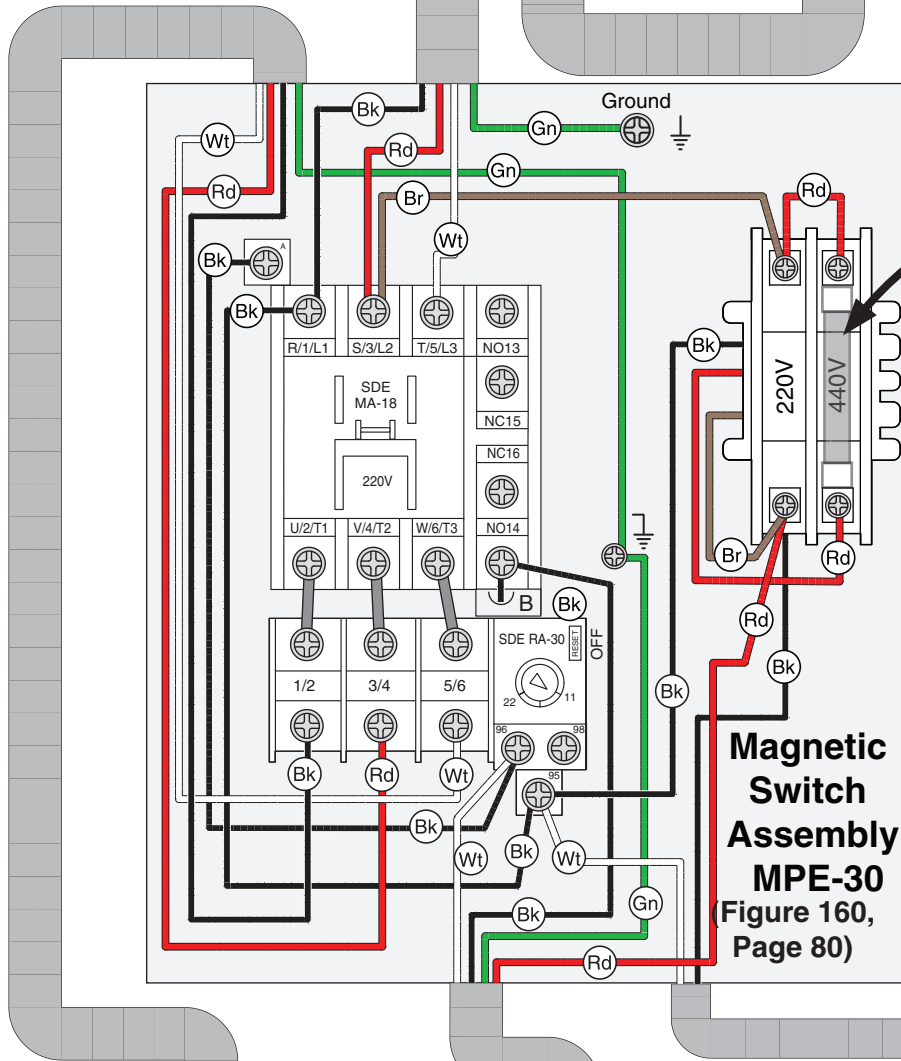 Ground
Bk
Wt
Gn
Rd
Gn
Rd
Br
Rd
Wt
A
Bk
Bk
R/1/L1
S/3/L2
T/5/L3
NO13
Bk
SDE
MA-18
NC15
220V
440V
NC16
220V
U/2/T1
V/4/T2
W/6/T3
NO14
Br
Rd
B
Bk
Rd
SDE RA-30
RESET
OFF
1/2
3/4
5/6
22
11
Bk
Bk
96
98
Bk
Rd
Wt
95
Magnetic
Switch
Assembly
MPE-30
(Figure 160,
Page 80)
Bk
Wt
Bk
Wt
Bk
Gn
Rd